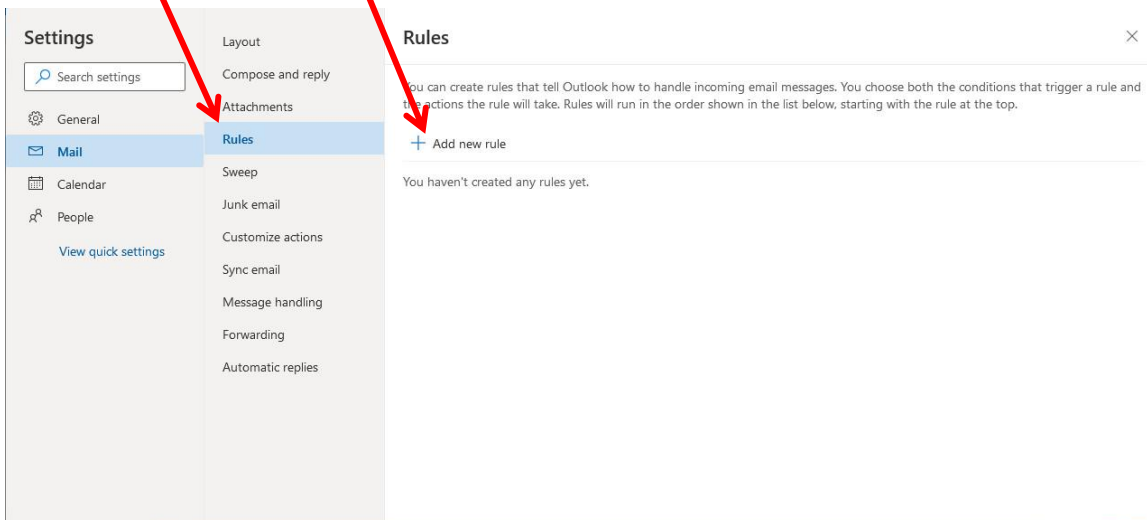 Settings
Search settings
General
Mail
Calendar
People
View quick settings
Layout
Compose and reply
Attachments
Rules
Sweep
Junk email
Customize actions
Sync email
Message handling
Forwarding
Automatic replies
Rules
You can create rules that tell Outlook how to handle incoming email messages. You choose both the conditions that trigger a rule and
the actions the rule will take. Rules will run in the order shown in the list below, starting with the rule at the top.
Add new rule
You haven't created any rules yet.